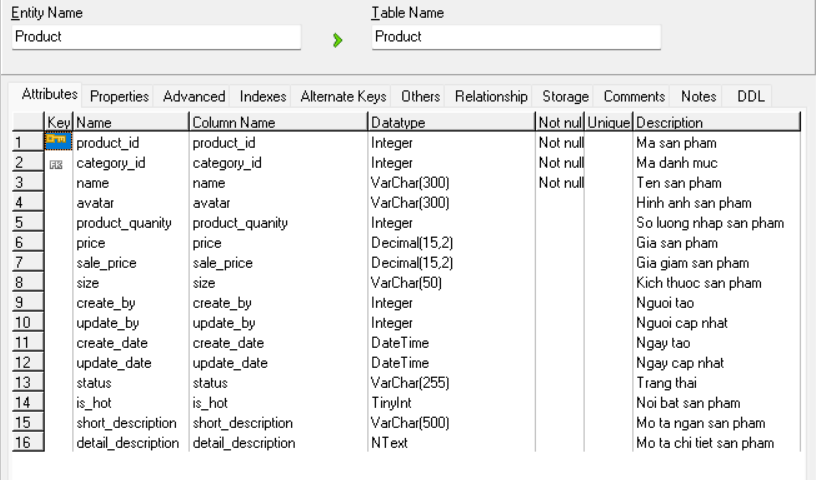 Entity Name Table Name
Product Product
Attributes Properties Advanced Indexes Alternate Keys Others Relationship Storage Comments Notes DDL
Key Name Column Name Datatype Not nul Unique Description
1 product_id product_id Integer Not null Ma san pham
2 FK category_id category_id Integer Not null Ma danh muc
3 name name VarChar(300) Not null Ten san pham
4 avatar avatar VarChar(300) Hinh anh san pham
5 product_quanity product_quanity Integer So luong nhap san pham
6 price price Decimal(15,2) Gia san pham
7 sale_price sale_price Decimal(15,2) Gia giam san pham
8 size size VarChar(50) Kich thuoc san pham
9 create_by create_by Integer Nguoi tao
10 update_by update_by Integer Nguoi cap nhat
11 create_date create_date DateTime Ngay tao
12 update_date update_date DateTime Ngay cap nhat
13 status status VarChar(255) Trang thai
14 is_hot is_hot TinyInt Noi bat san pham
15 short_description short_description VarChar(500) Mo ta ngan san pham
16 detail_description detail_description NText Mo ta chi tiet san pham